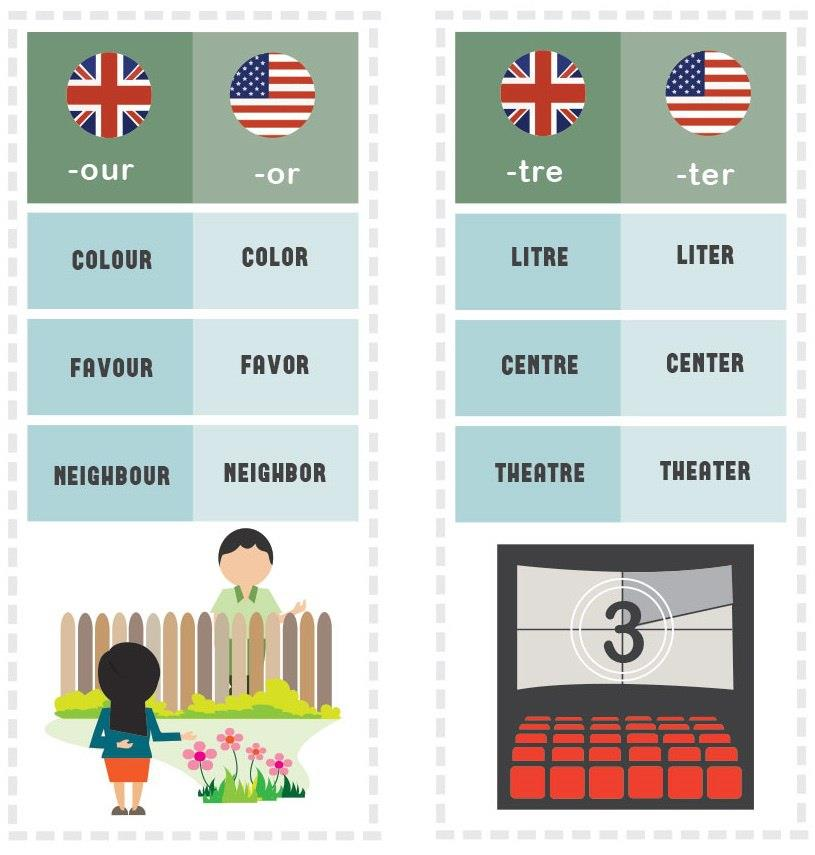 -our -or
COLOUR COLOR
FAVOUR FAVOR
NEIGHBOUR NEIGHBOR
-tre -ter
LITRE LITER
CENTRE CENTER
THEATRE THEATER
3